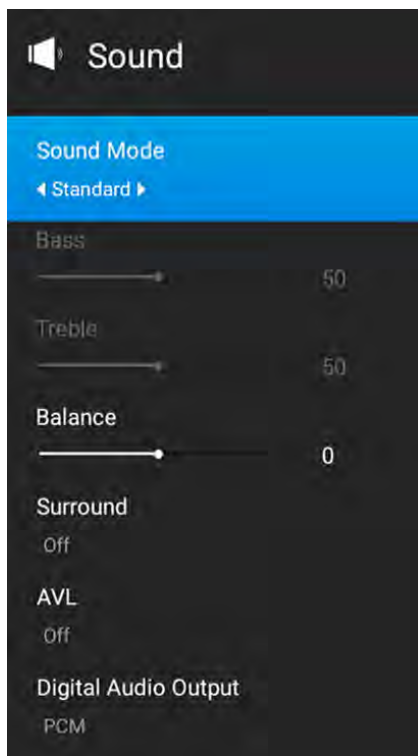 Sound
Sound Mode
Standard
Bass
50
Treble
50
Balance
0
Surround
Off
AVL
Off
Digital Audio Output
PCM